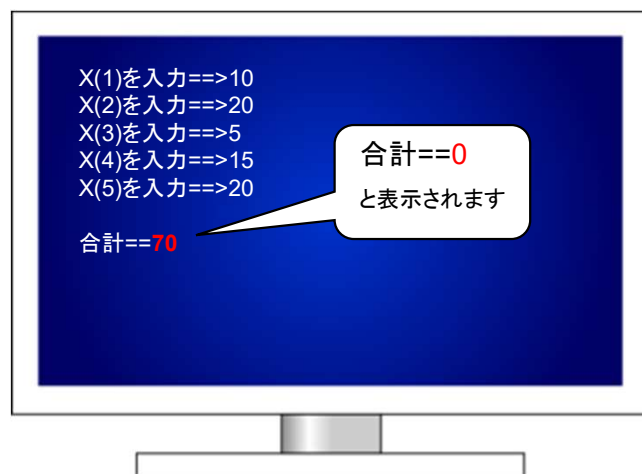 X(1)を入力==>10
X(2)を入力==>20
X(3)を入力==>5
X(4)を入力==>15
X(5)を入力==>20
合計==70
合計==0
と表示されます